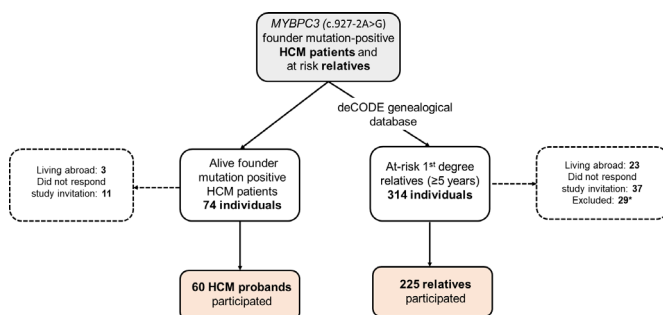 MYBPC3 (c.927-2A>G)
founder mutation-positive
HCM patients and
at risk relatives
deCODE genealogical
database
Living abroad: 3
Did not respond
study invitation: 11
Alive founder
mutation positive
HCM patients
74 individuals
At-risk 1st degree
relatives (≥5 years)
314 individuals
Living abroad: 23
Did not respond
study invitation: 37
Excluded: 29*
60 HCM probands
participated
225 relatives
participated